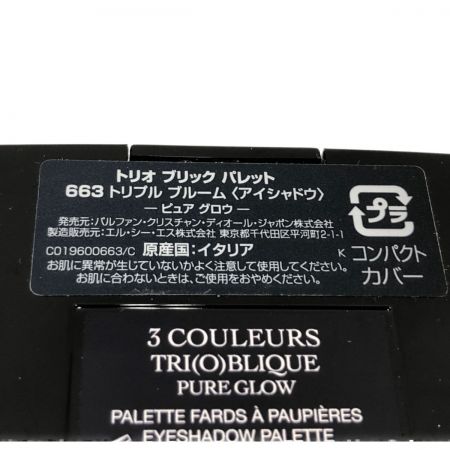 トリオ ブリック パレット
663 トリプル ブルーム〈アイシャドウ〉
― ピュア グロウ ―
発売元：パルファン・クリスチャン・ディオール・ジャポン株式会社
製造販売元：エル・シー・エス株式会社 東京都千代田区平河町2-1-1
C019600663/C 原産国：イタリア K
お肌に異常が生じていないかよく注意して使用してください。
お肌に合わないときは、ご使用をおやめください。
プラ
コンパクト
カバー
3 COULEURS
TRI(O)BLIQUE
PURE GLOW
PALETTE FARDS À PAUPIÈRES
EYESHADOW PALETTE